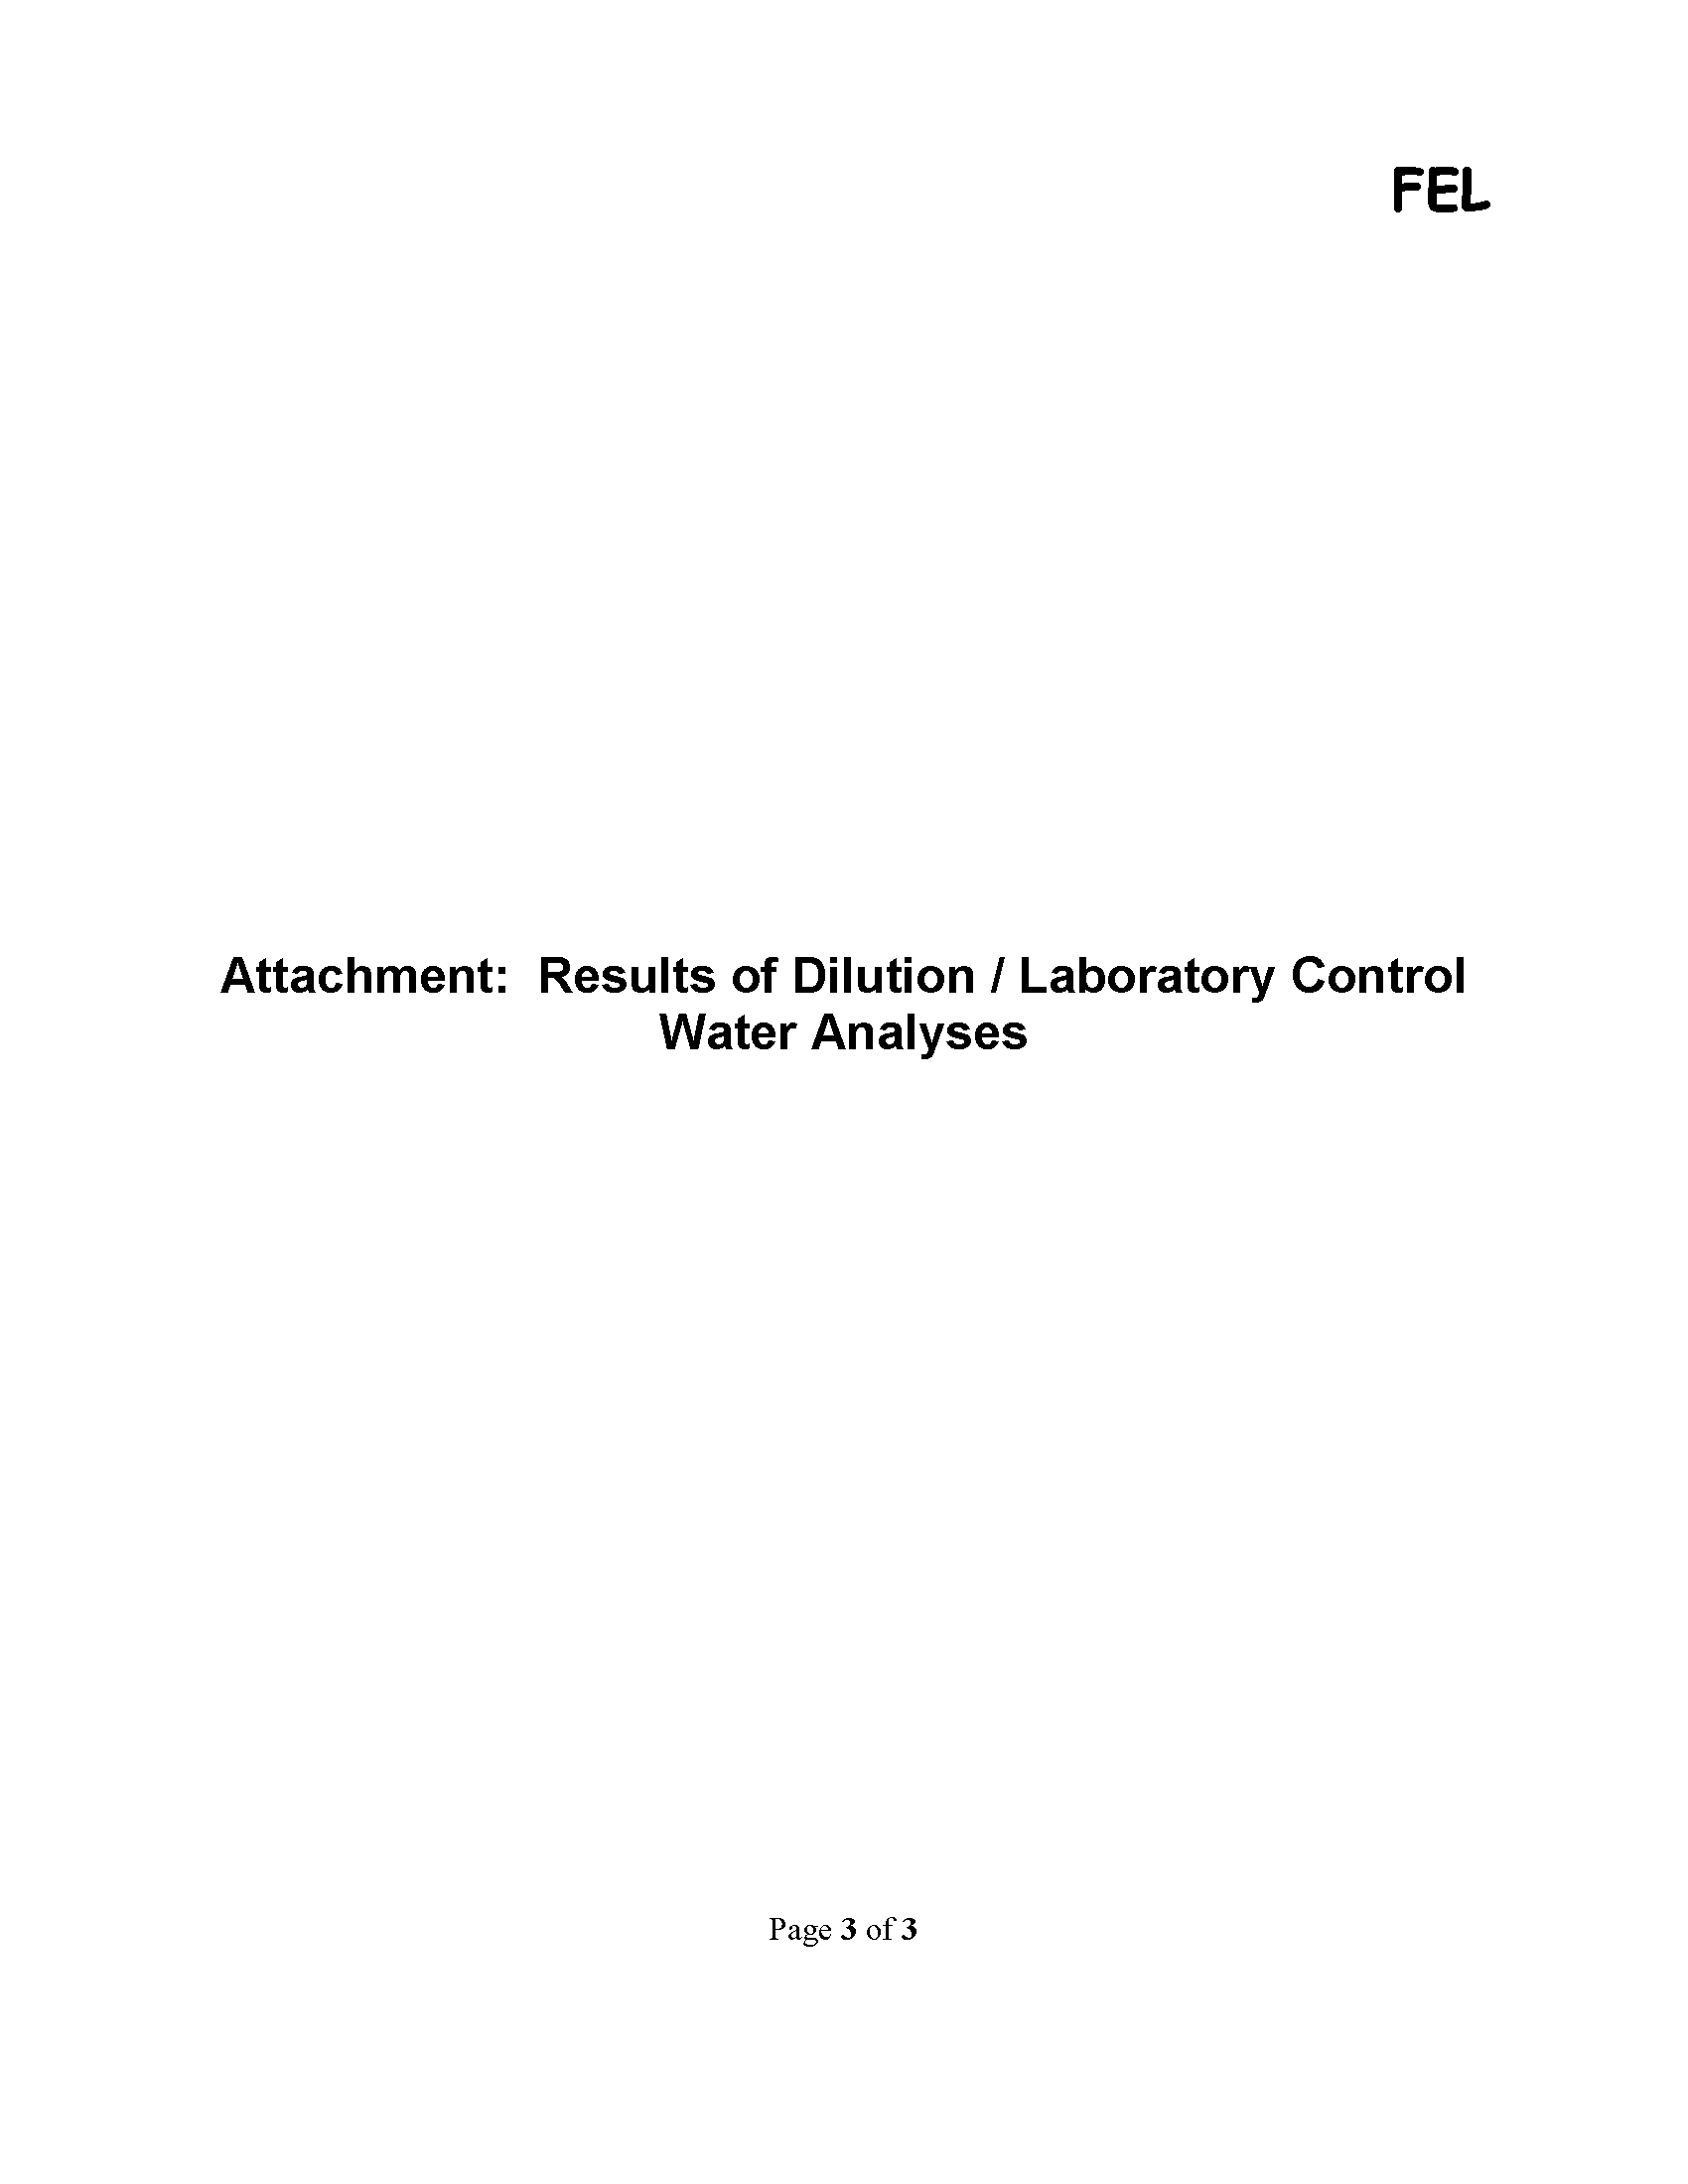 FEL
Attachment:  Results of Dilution / Laboratory Control
Water Analyses
Page 3 of 3